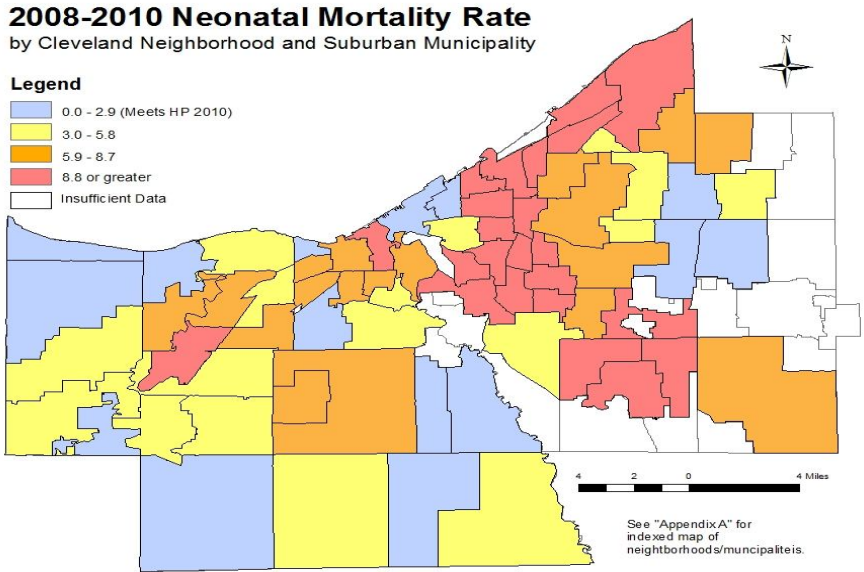 2008-2010 Neonatal Mortality Rate
by Cleveland Neighborhood and Suburban Municipality
Legend
0.0 - 2.9 (Meets HP 2010)
3.0 - 5.8
5.9 - 8.7
8.8 or greater
Insufficient Data
N
4 2 0 4 Miles
See "Appendix A" for
indexed map of
neightborhoods/muncipaliteis.